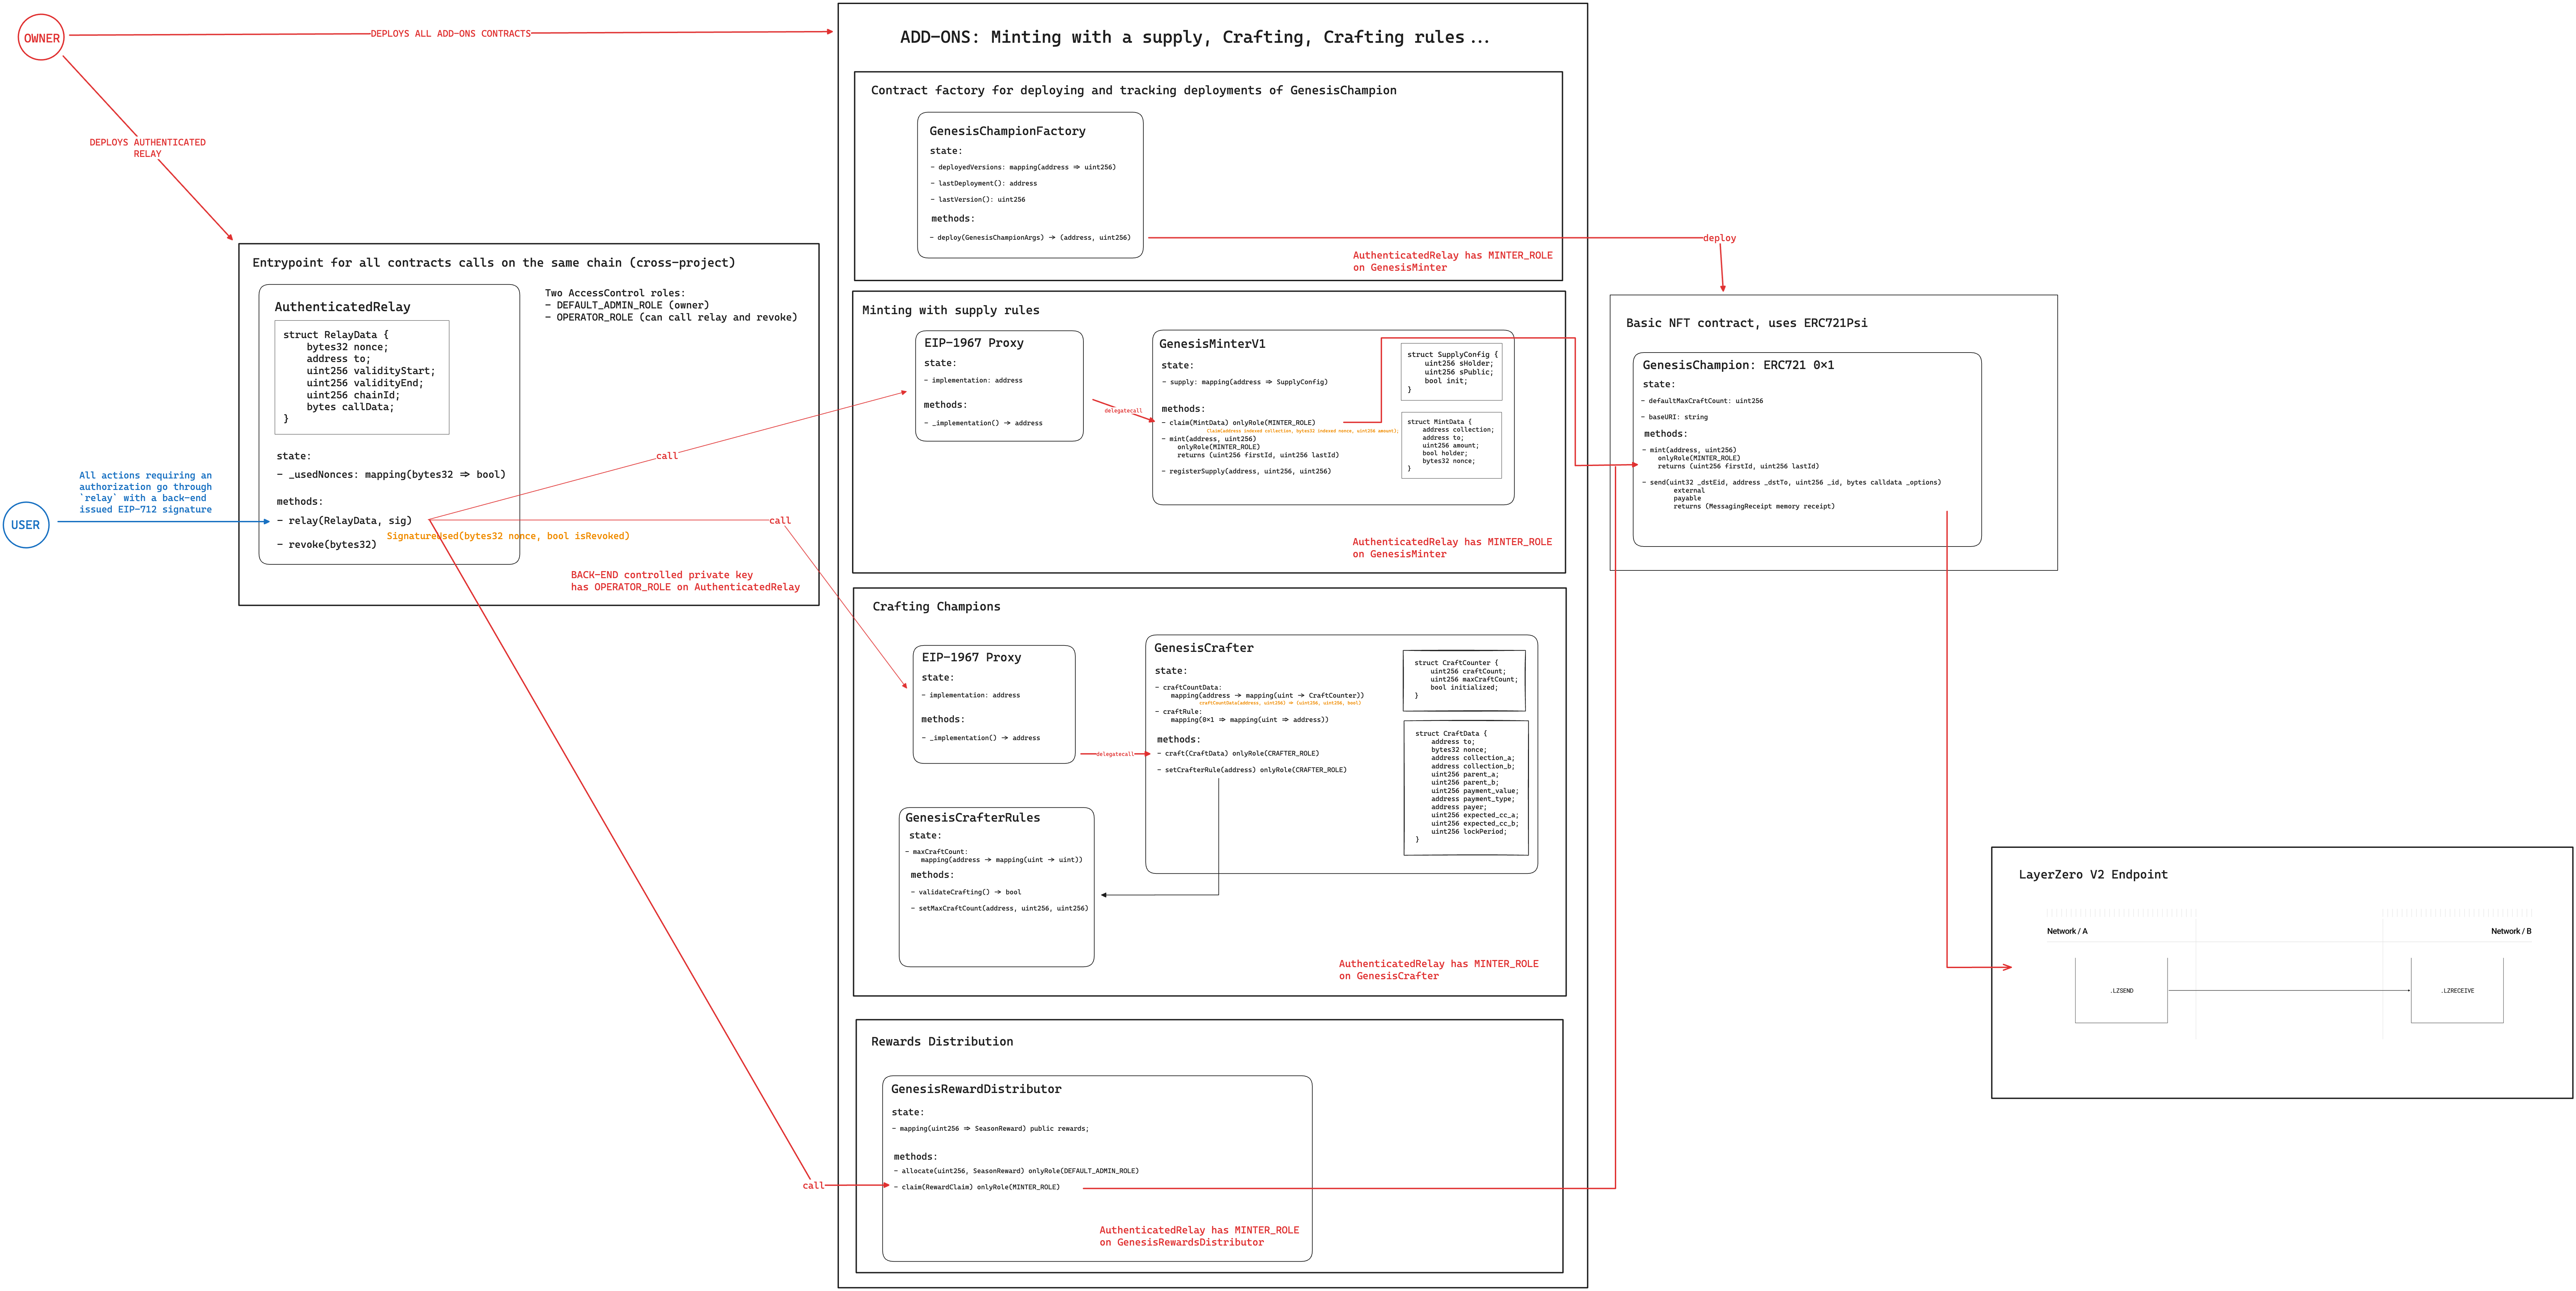 OWNER
DEPLOYS ALL ADD-ONS CONTRACTS
DEPLOYS AUTHENTICATED
RELAY
USER
All actions requiring an
authorization go through
`relay` with a back-end
issued EIP-712 signature
Entrypoint for all contracts calls on the same chain (cross-project)
AuthenticatedRelay
struct RelayData {
bytes32 nonce;
address to;
uint256 validityStart;
uint256 validityEnd;
uint256 chainId;
bytes callData;
}
state:
- _usedNonces: mapping(bytes32 => bool)
methods:
- relay(RelayData, sig)
SignatureUsed(bytes32 nonce, bool isRevoked)
- revoke(bytes32)
Two AccessControl roles:
- DEFAULT_ADMIN_ROLE (owner)
- OPERATOR_ROLE (can call relay and revoke)
BACK-END controlled private key
has OPERATOR_ROLE on AuthenticatedRelay
call
call
call
ADD-ONS: Minting with a supply, Crafting, Crafting rules...
Contract factory for deploying and tracking deployments of GenesisChampion
GenesisChampionFactory
state:
- deployedVersions: mapping(address => uint256)
- lastDeployment(): address
- lastVersion(): uint256
methods:
- deploy(GenesisChampionArgs) -> (address, uint256)
deploy
AuthenticatedRelay has MINTER_ROLE
on GenesisMinter
Minting with supply rules
EIP-1967 Proxy
state:
- implementation: address
methods:
- _implementation() -> address
delegatecall
GenesisMinterV1
state:
- supply: mapping(address => SupplyConfig)
methods:
- claim(MintData) onlyRole(MINTER_ROLE)
Claim(address indexed collection, bytes32 indexed nonce, uint256 amount);
- mint(address, uint256)
onlyRole(MINTER_ROLE)
returns (uint256 firstId, uint256 lastId)
- registerSupply(address, uint256, uint256)
struct SupplyConfig {
uint256 sHolder;
uint256 sPublic;
bool init;
}
struct MintData {
address collection;
address to;
uint256 amount;
bool holder;
bytes32 nonce;
}
AuthenticatedRelay has MINTER_ROLE
on GenesisMinter
Crafting Champions
EIP-1967 Proxy
state:
- implementation: address
methods:
- _implementation() -> address
delegatecall
GenesisCrafter
state:
- craftCountData:
mapping(address -> mapping(uint -> CraftCounter))
craftCountData(address, uint256) => (uint256, uint256, bool)
- craftRule:
mapping(0x1 => mapping(uint => address))
methods:
- craft(CraftData) onlyRole(CRAFTER_ROLE)
- setCrafterRule(address) onlyRole(CRAFTER_ROLE)
struct CraftCounter {
uint256 craftCount;
uint256 maxCraftCount;
bool initialized;
}
struct CraftData {
address to;
bytes32 nonce;
address collection_a;
address collection_b;
uint256 parent_a;
uint256 parent_b;
uint256 payment_value;
address payment_type;
address payer;
uint256 expected_cc_a;
uint256 expected_cc_b;
uint256 lockPeriod;
}
GenesisCrafterRules
state:
- maxCraftCount:
mapping(address -> mapping(uint -> uint))
methods:
- validateCrafting() -> bool
- setMaxCraftCount(address, uint256, uint256)
AuthenticatedRelay has MINTER_ROLE
on GenesisCrafter
Rewards Distribution
GenesisRewardDistributor
state:
- mapping(uint256 => SeasonReward) public rewards;
methods:
- allocate(uint256, SeasonReward) onlyRole(DEFAULT_ADMIN_ROLE)
- claim(RewardClaim) onlyRole(MINTER_ROLE)
AuthenticatedRelay has MINTER_ROLE
on GenesisRewardsDistributor
Basic NFT contract, uses ERC721Psi
GenesisChampion: ERC721 0x1
state:
- defaultMaxCraftCount: uint256
- baseURI: string
methods:
- mint(address, uint256)
onlyRole(MINTER_ROLE)
returns (uint256 firstId, uint256 lastId)
- send(uint32 _dstEid, address _dstTo, uint256 _id, bytes calldata _options)
external
payable
returns (MessagingReceipt memory receipt)
LayerZero V2 Endpoint
Network / A
Network / B
.LZSEND
.LZRECEIVE